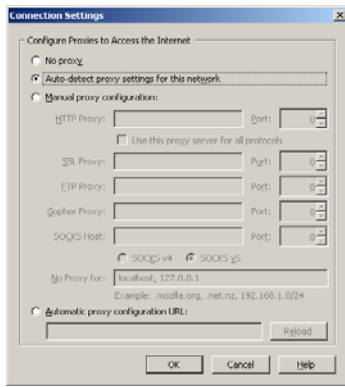 Connection Settings
Configure Proxies to Access the Internet
No proxy
Auto-detect proxy settings for this network
Manual proxy configuration:
HTTP Proxy: Port: 0
Use this proxy server for all protocols
SSL Proxy: Port: 0
FTP Proxy: Port: 0
Gopher Proxy: Port: 0
SOCKS Host: Port: 0
SOCKS v4 SOCKS v5
No Proxy for: localhost, 127.0.0.1
Example: .mozilla.org, .net.nz, 192.168.1.0/24
Automatic proxy configuration URL:
Reload
OK Cancel Help